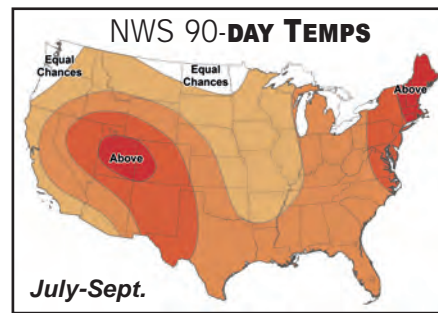 NWS 90-DAY TEMPS
Equal
Chances
Equal
Chances
Above
Above
July-Sept.